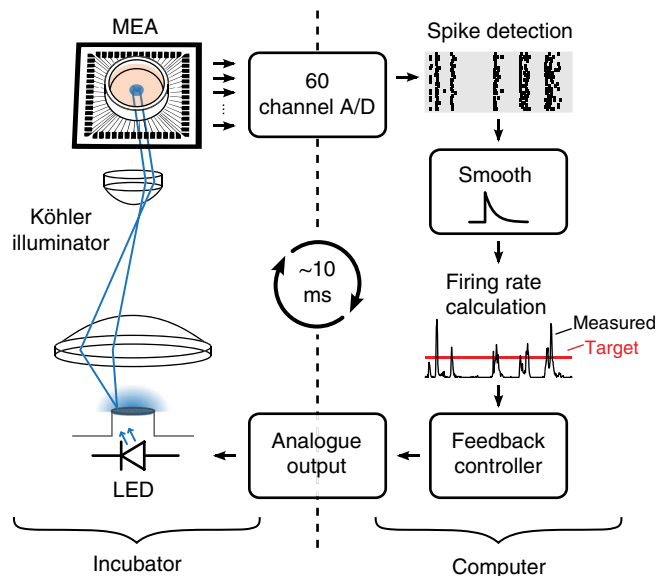 MEA
60
channel A/D
Spike detection
Smooth
Köhler
illuminator
~10
ms
Firing rate
calculation
Measured
Target
LED
Analogue
output
Feedback
controller
Incubator
Computer